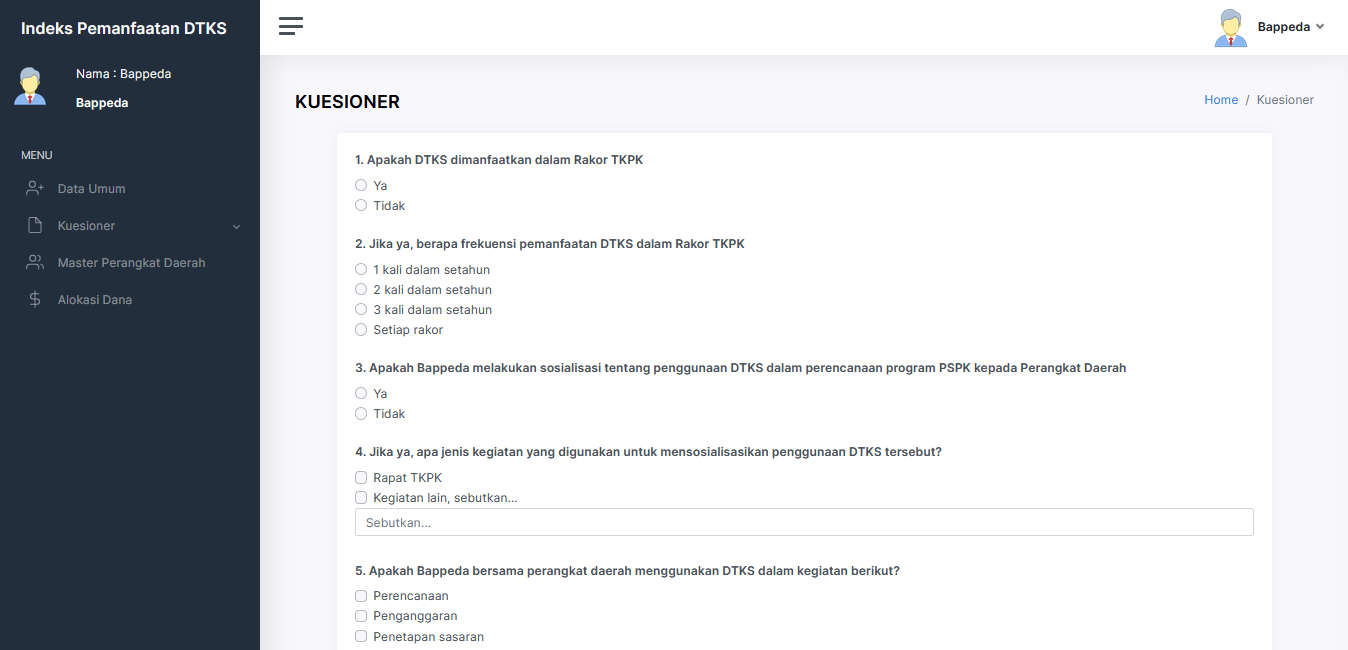 Indeks Pemanfaatan DTKS
Bappeda
Nama : Bappeda
Bappeda
MENU
Data Umum
Kuesioner
Master Perangkat Daerah
Alokasi Dana
KUESIONER
Home / Kuesioner
1. Apakah DTKS dimanfaatkan dalam Rakor TKPK
Ya
Tidak
2. Jika ya, berapa frekuensi pemanfaatan DTKS dalam Rakor TKPK
1 kali dalam setahun
2 kali dalam setahun
3 kali dalam setahun
Setiap rakor
3. Apakah Bappeda melakukan sosialisasi tentang penggunaan DTKS dalam perencanaan program PSPK kepada Perangkat Daerah
Ya
Tidak
4. Jika ya, apa jenis kegiatan yang digunakan untuk mensosialisasikan penggunaan DTKS tersebut?
Rapat TKPK
Kegiatan lain, sebutkan...
Sebutkan...
5. Apakah Bappeda bersama perangkat daerah menggunakan DTKS dalam kegiatan berikut?
Perencanaan
Penganggaran
Penetapan sasaran